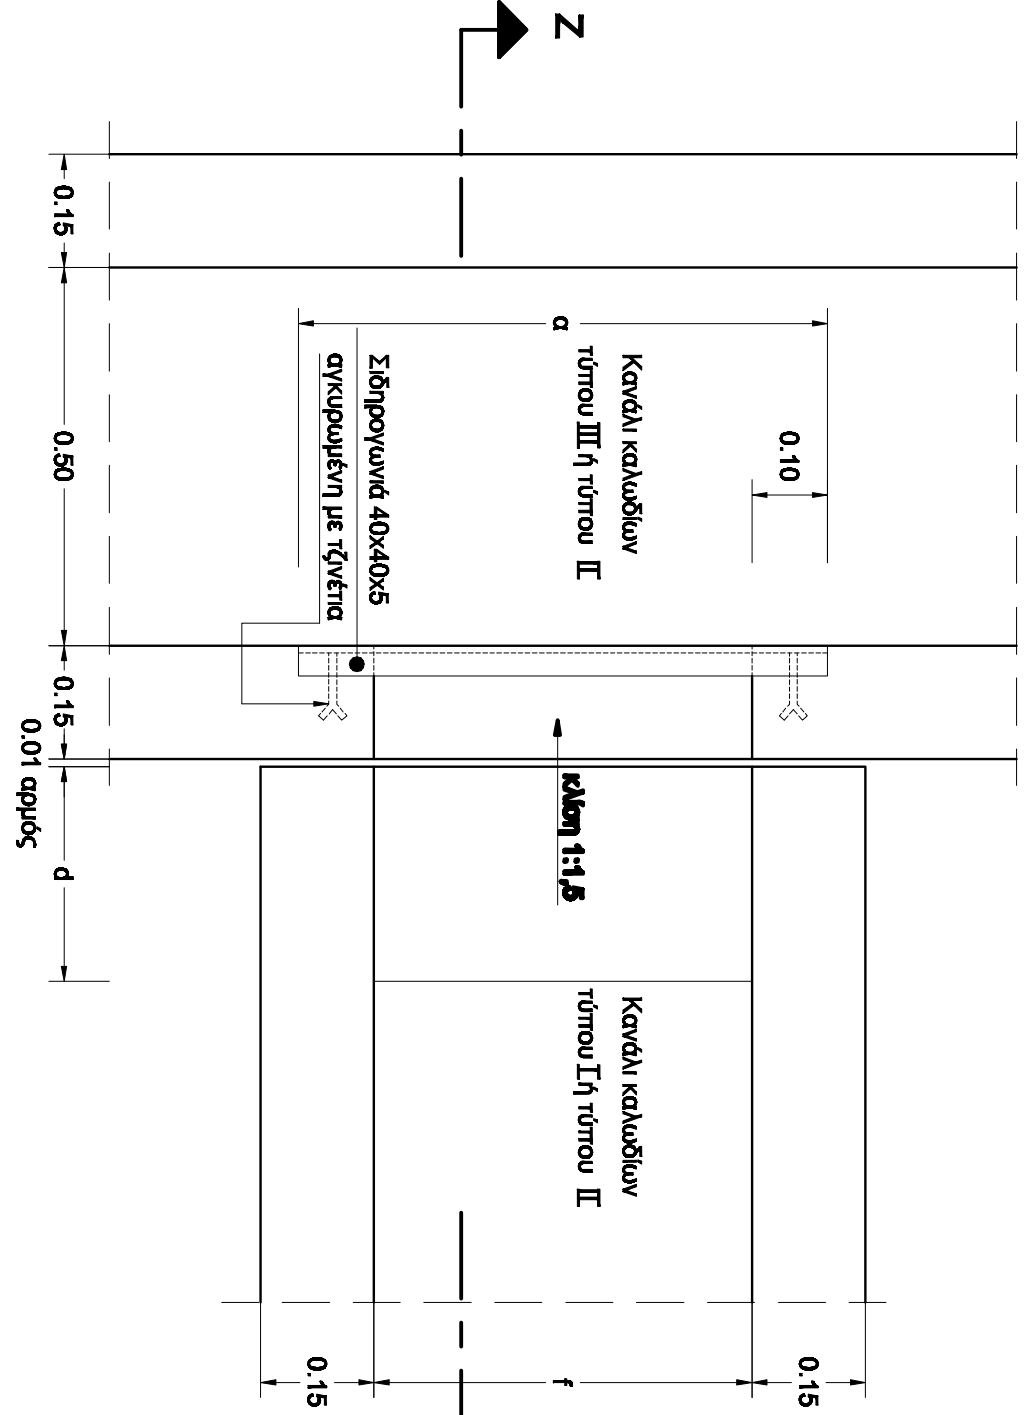 Z
0.15
0.50
0.15
0.01 αρμός
d
α
Κανάλι καλωδίων
τύπου III ή τύπου II
0.10
Σιδηρογωνιά 40x40x5
αγκυρωμένη με τζινέτια
κλίση 1:1,5
Κανάλι καλωδίων
τύπου I ή τύπου II
0.15
f
0.15